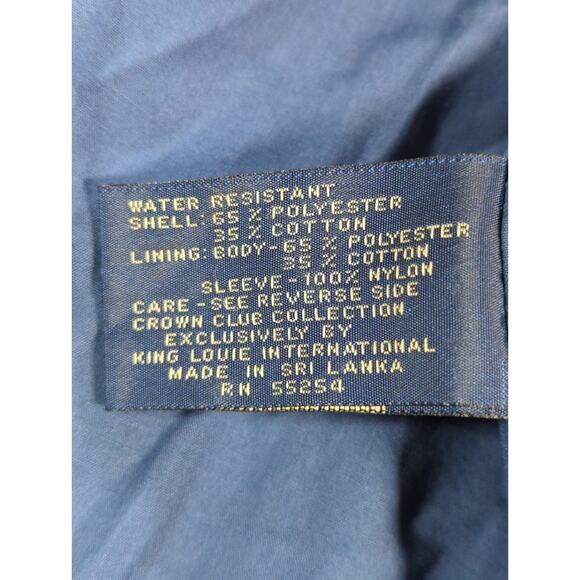 WATER RESISTANT
SHELL: 65 % POLYESTER
35 % COTTON
LINING: BODY-65 % POLYESTER
35 % COTTON
SLEEVE-100% NYLON
CARE-SEE REVERSE SIDE
CROWN CLUB COLLECTION
EXCLUSIVELY BY
KING LOUIE INTERNATIONAL
MADE IN SRI LANKA
RN 55254